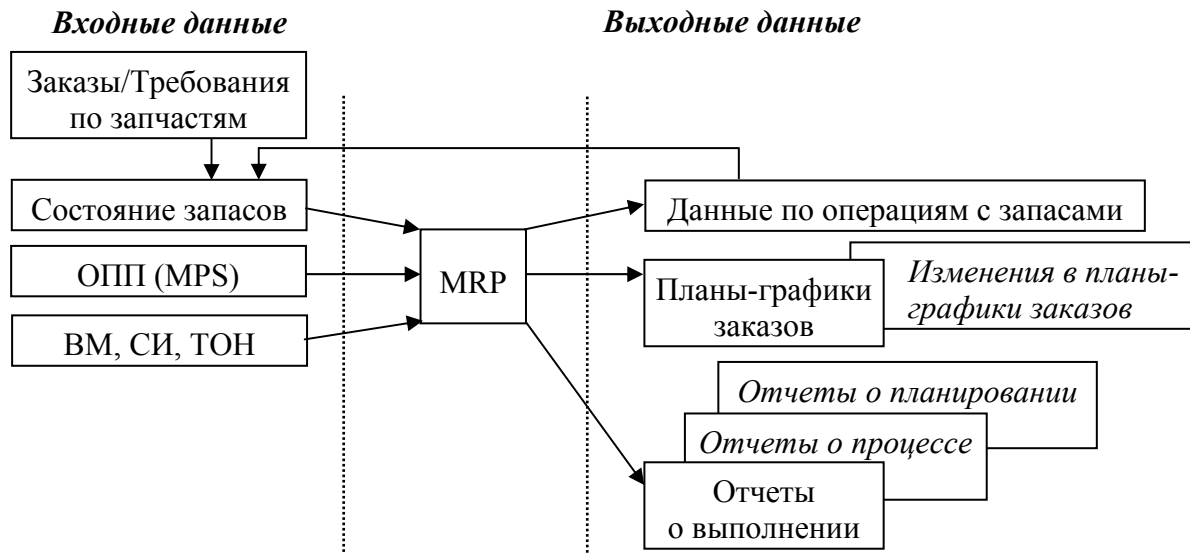 Входные данные
Выходные данные
Заказы/Требования
по запчастям
Состояние запасов
ОПП (MPS)
ВМ, СИ, ТОН
MRP
Данные по операциям с запасами
Планы-графики
заказов
Изменения в планы-
графики заказов
Отчеты о планировании
Отчеты о процессе
Отчеты
о выполнении